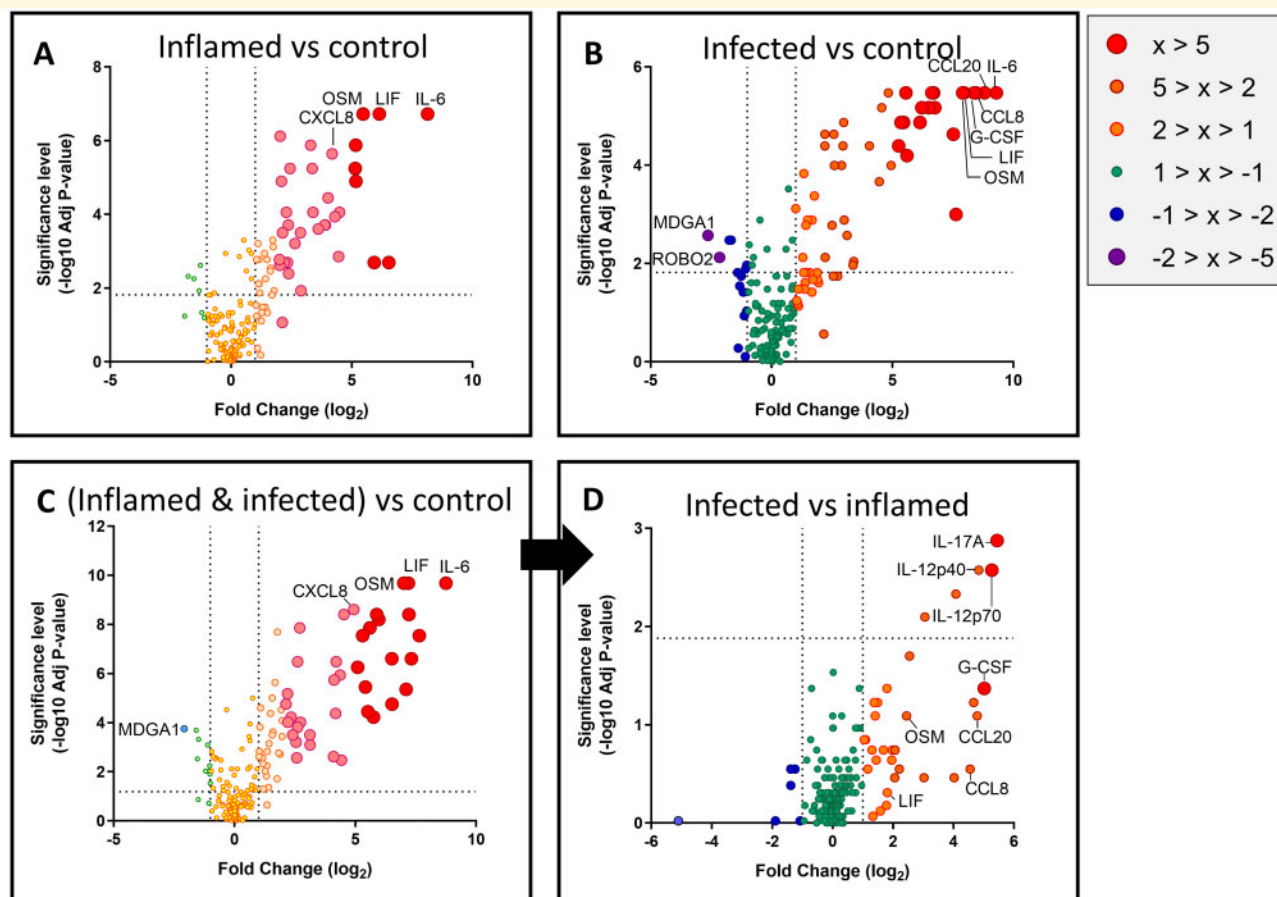 A Inflamed vs control
8
6
4
2
0
-5 0 5 10
Significance level
(-log10 Adj P-value)
Fold Change (log2)
OSM LIF IL-6
CXCL8
B Infected vs control
6
4
2
0
-5 0 5 10
Significance level
(-log10 Adj P-value)
Fold Change (log2)
CCL20 IL-6
CCL8
G-CSF
LIF
OSM
MDGA1
ROBO2
x > 5
5 > x > 2
2 > x > 1
1 > x > -1
-1 > x > -2
-2 > x > -5
C (Inflamed & infected) vs control
12
10
8
6
4
2
0
-5 0 5 10
Significance level
(-log10 Adj P-value)
Fold Change (log2)
LIF IL-6
CXCL8 OSM
MDGA1
D Infected vs inflamed
3
2
1
0
-6 -4 -2 0 2 4 6
Significance level
(-log10 Adj P-value)
Fold Change (log2)
IL-17A
IL-12p40
IL-12p70
G-CSF
OSM
CCL20
LIF
CCL8